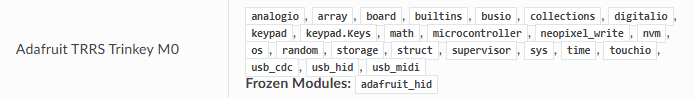 Adafruit TRRS Trinkey M0
analogio , array , board , builtins , busio , collections , digitalio ,
keypad , keypad.Keys , math , microcontroller , neopixel_write , nvm ,
os , random , storage , struct , supervisor , sys , time , touchio ,
usb_cdc , usb_hid , usb_midi
Frozen Modules: adafruit_hid